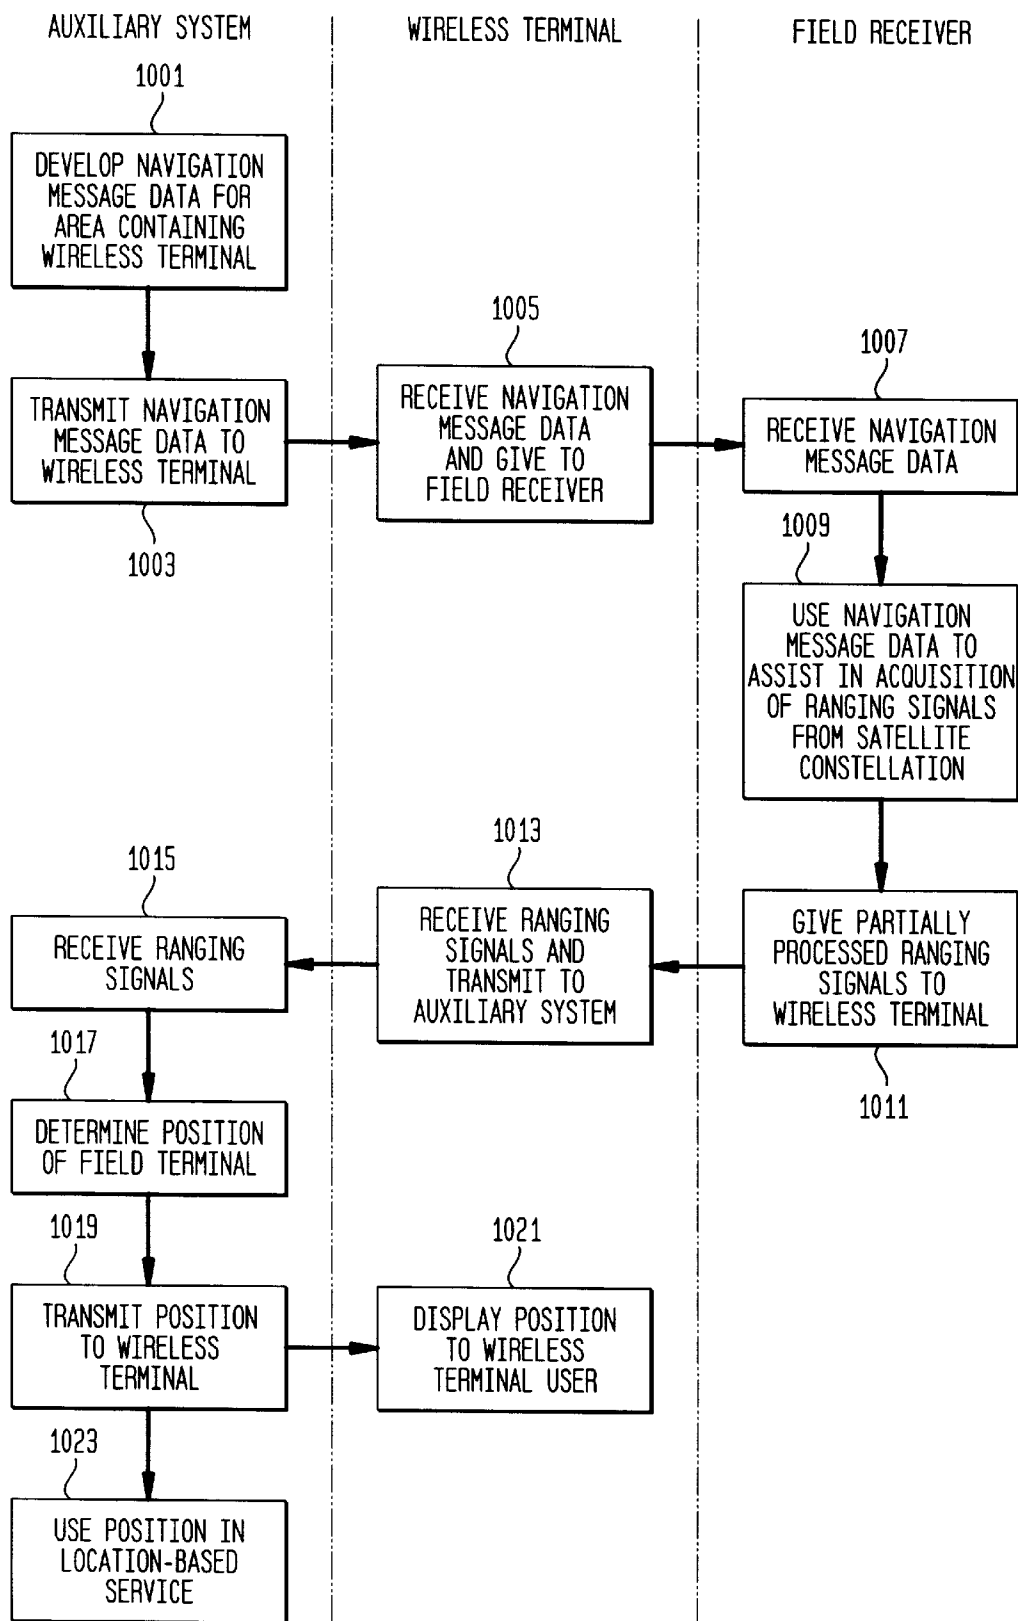 AUXILIARY SYSTEM
WIRELESS TERMINAL
FIELD RECEIVER
1001
DEVELOP NAVIGATION
MESSAGE DATA FOR
AREA CONTAINING
WIRELESS TERMINAL
TRANSMIT NAVIGATION
MESSAGE DATA TO
WIRELESS TERMINAL
1003
1005
RECEIVE NAVIGATION
MESSAGE DATA
AND GIVE TO
FIELD RECEIVER
1007
RECEIVE NAVIGATION
MESSAGE DATA
1009
USE NAVIGATION
MESSAGE DATA TO
ASSIST IN ACQUISITION
OF RANGING SIGNALS
FROM SATELLITE
CONSTELLATION
GIVE PARTIALLY
PROCESSED RANGING
SIGNALS TO
WIRELESS TERMINAL
1011
1013
RECEIVE RANGING
SIGNALS AND
TRANSMIT TO
AUXILIARY SYSTEM
1015
RECEIVE RANGING
SIGNALS
1017
DETERMINE POSITION
OF FIELD TERMINAL
1019
TRANSMIT POSITION
TO WIRELESS
TERMINAL
1021
DISPLAY POSITION
TO WIRELESS
TERMINAL USER
1023
USE POSITION IN
LOCATION-BASED
SERVICE